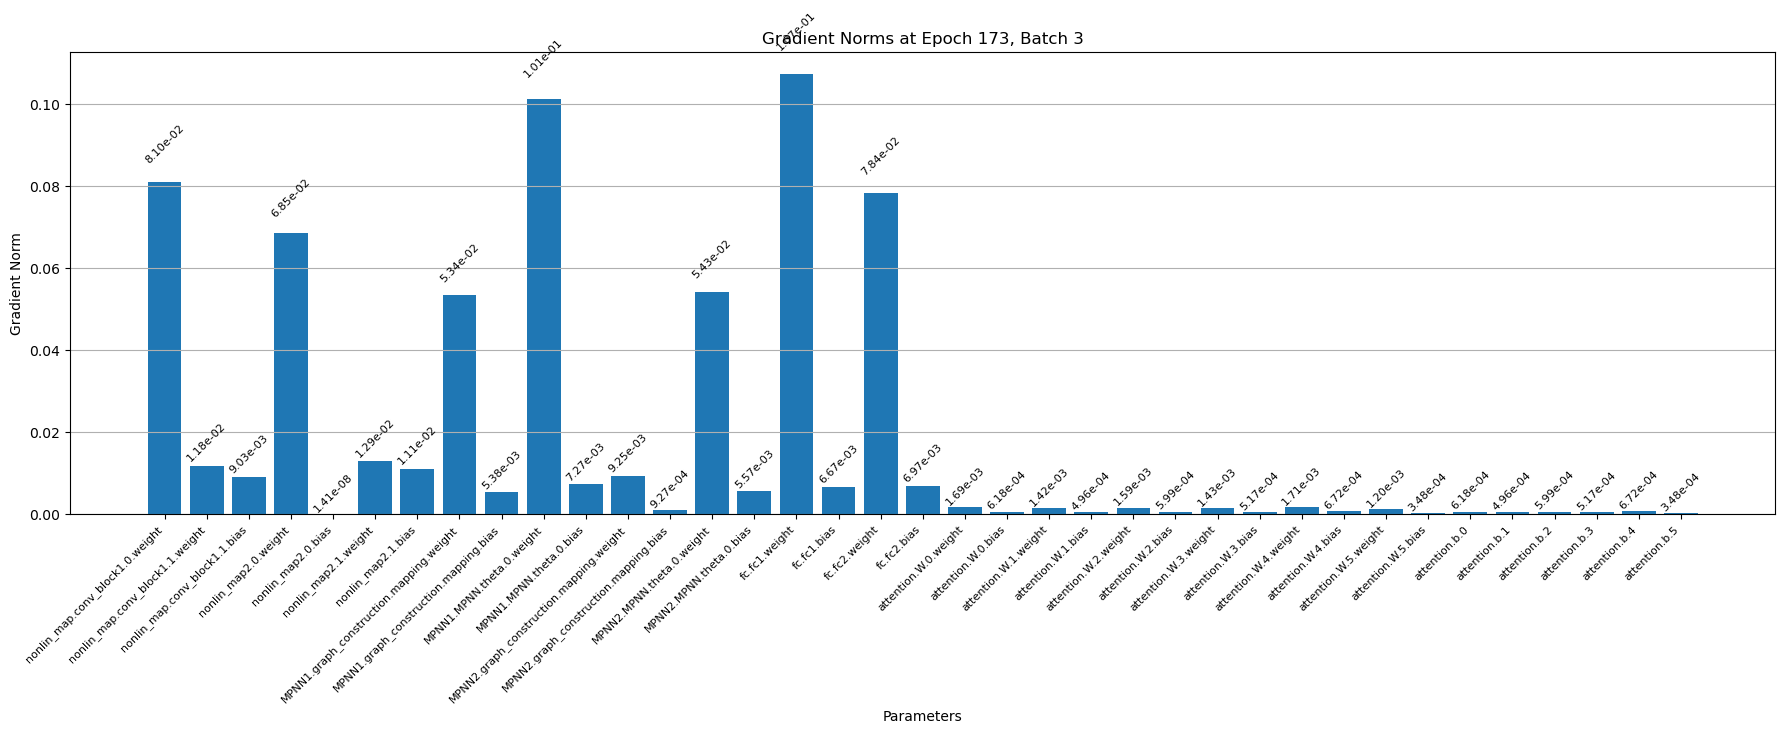 Gradient Norms at Epoch 173, Batch 3
Gradient Norm
0.10
0.08
0.06
0.04
0.02
0.00
8.10e-02
1.18e-02
9.03e-03
6.85e-02
1.41e-08
1.29e-02
1.11e-02
5.34e-02
5.38e-03
1.01e-01
7.27e-03
9.25e-03
9.27e-04
5.43e-02
5.57e-03
1.07e-01
6.67e-03
7.84e-02
6.97e-03
1.69e-03
6.18e-04
1.42e-03
4.96e-04
1.59e-03
5.99e-04
1.43e-03
5.17e-04
1.71e-03
6.72e-04
1.20e-03
3.48e-04
6.18e-04
4.96e-04
5.99e-04
5.17e-04
6.72e-04
3.48e-04
nonlin_map.conv_block1.0.weight
nonlin_map.conv_block1.1.weight
nonlin_map.conv_block1.1.bias
nonlin_map2.0.weight
nonlin_map2.0.bias
nonlin_map2.1.weight
nonlin_map2.1.bias
MPNN1.graph_construction.mapping.weight
MPNN1.graph_construction.mapping.bias
MPNN1.MPNN.theta.0.weight
MPNN1.MPNN.theta.0.bias
MPNN2.graph_construction.mapping.weight
MPNN2.graph_construction.mapping.bias
MPNN2.MPNN.theta.0.weight
MPNN2.MPNN.theta.0.bias
fc.fc1.weight
fc.fc1.bias
fc.fc2.weight
fc.fc2.bias
attention.W.0.weight
attention.W.0.bias
attention.W.1.weight
attention.W.1.bias
attention.W.2.weight
attention.W.2.bias
attention.W.3.weight
attention.W.3.bias
attention.W.4.weight
attention.W.4.bias
attention.W.5.weight
attention.W.5.bias
attention.b.0
attention.b.1
attention.b.2
attention.b.3
attention.b.4
attention.b.5
Parameters